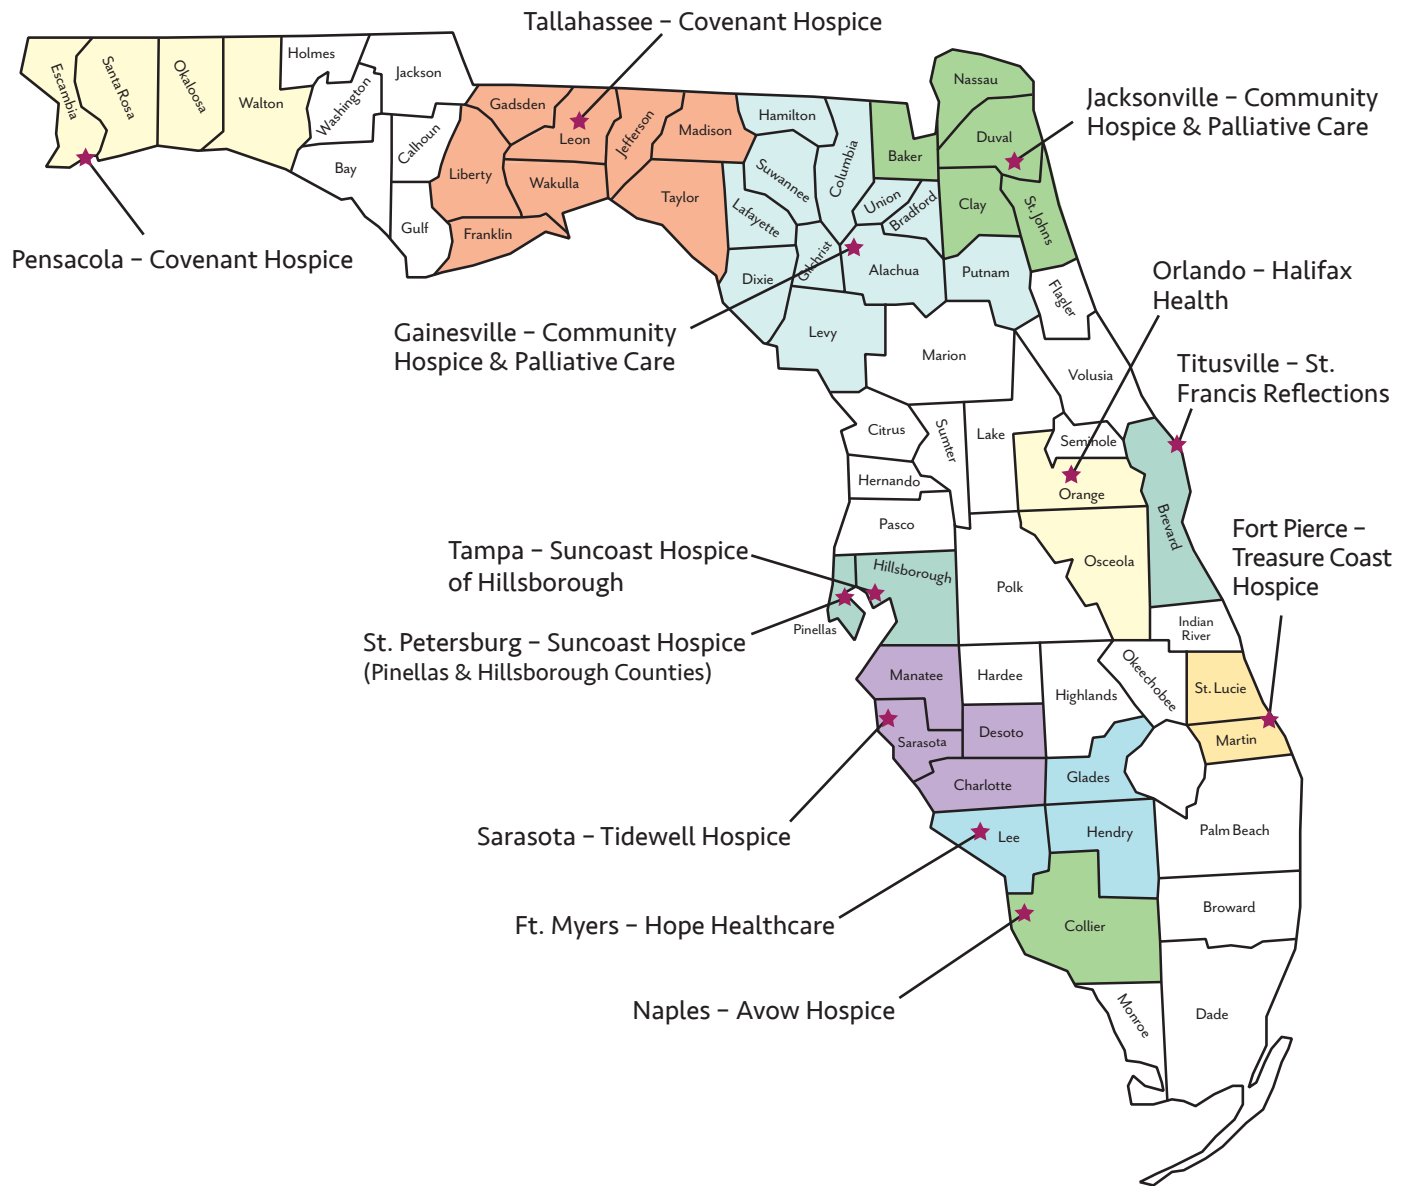 Tallahassee – Covenant Hospice
Holmes
Jackson
Escambia
Santa Rosa
Okaloosa
Walton
Washington
Bay
Calhoun
Gulf
Gadsden
Leon
Jefferson
Madison
Liberty
Wakulla
Franklin
Taylor
Hamilton
Suwannee
Columbia
Lafayette
Dixie
Gilchrist
Union
Bradford
Alachua
Putnam
Levy
Baker
Nassau
Duval
Clay
St. Johns
Flagler
Jacksonville – Community
Hospice & Palliative Care
Pensacola – Covenant Hospice
Orlando – Halifax
Health
Gainesville – Community
Hospice & Palliative Care
Marion
Volusia
Titusville – St.
Francis Reflections
Citrus
Sumter
Lake
Seminole
Orange
Hernando
Pasco
Brevard
Osceola
Polk
Tampa – Suncoast Hospice
of Hillsborough
Hillsborough
Fort Pierce –
Treasure Coast
Hospice
Pinellas
St. Petersburg – Suncoast Hospice
(Pinellas & Hillsborough Counties)
Indian
River
Manatee
Hardee
Highlands
Okeechobee
St. Lucie
Sarasota
Desoto
Martin
Charlotte
Glades
Sarasota – Tidewell Hospice
Lee
Hendry
Palm Beach
Ft. Myers – Hope Healthcare
Collier
Broward
Naples – Avow Hospice
Monroe
Dade